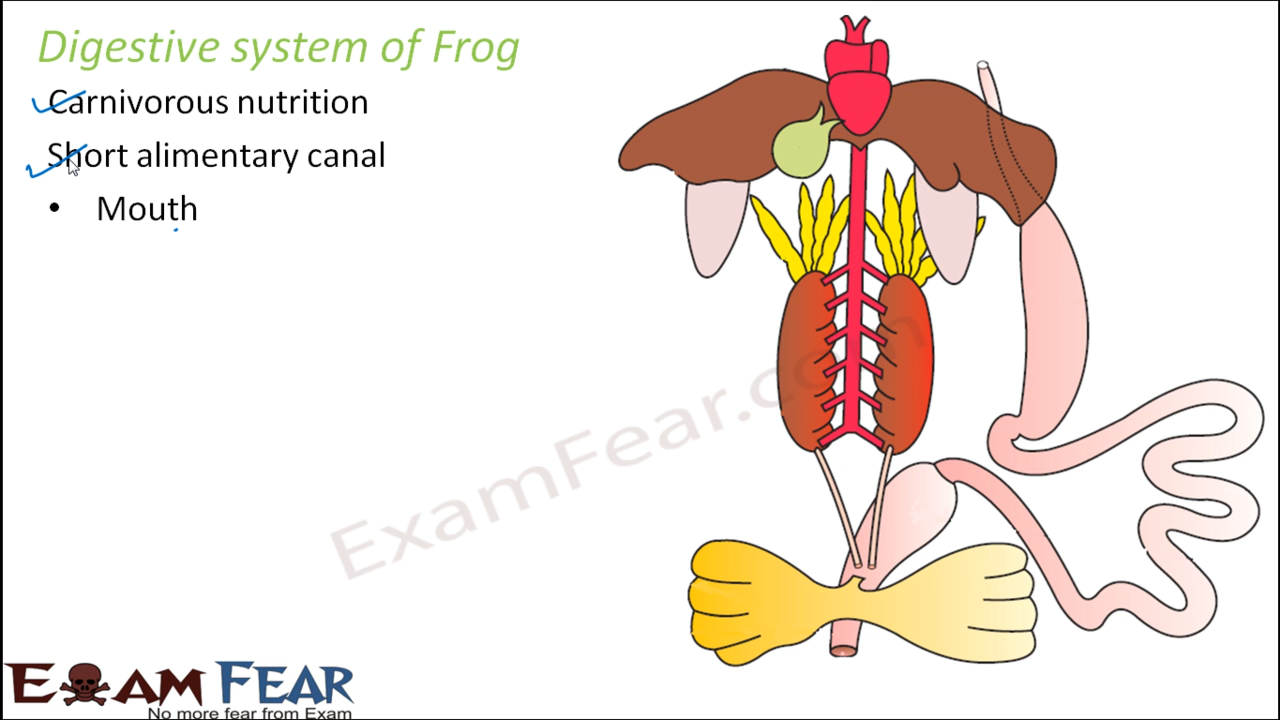 Digestive system of Frog
Carnivorous nutrition
Short alimentary canal
• Mouth
ExamFear.com
EXAM FEAR
No more fear from Exam